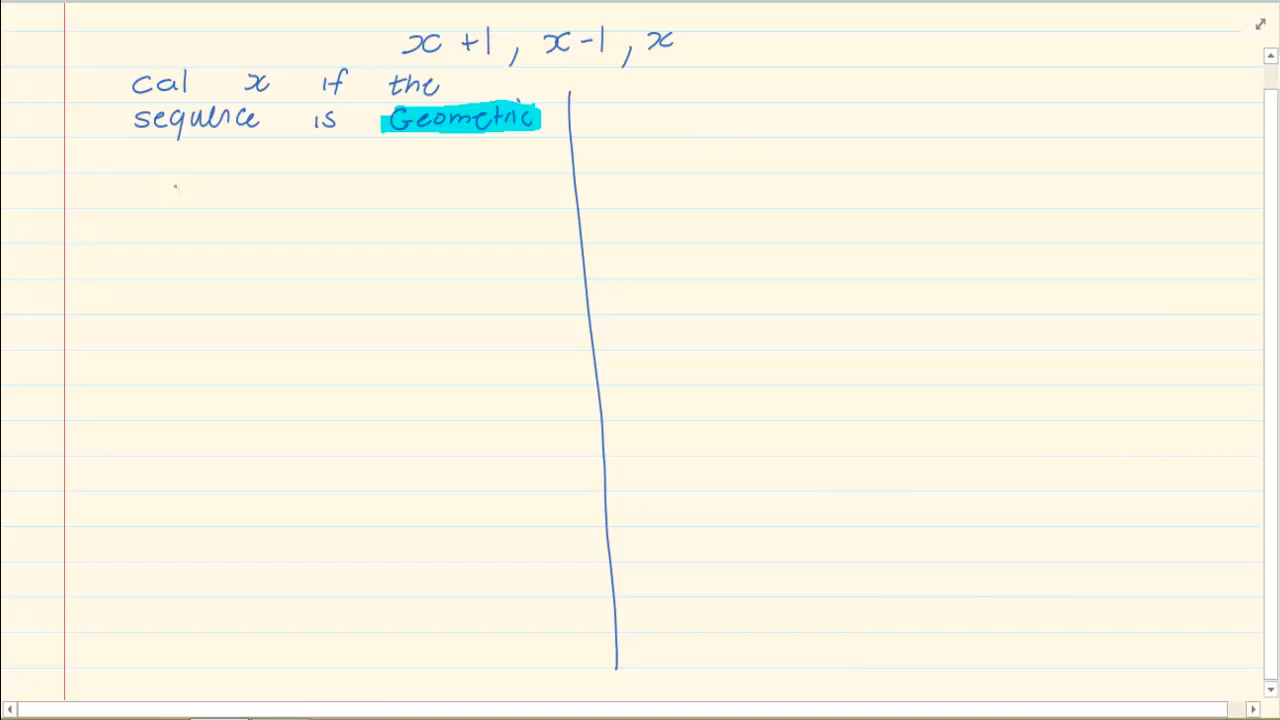 x + 1 , x - 1 , x
cal x if the
sequence is Geometric